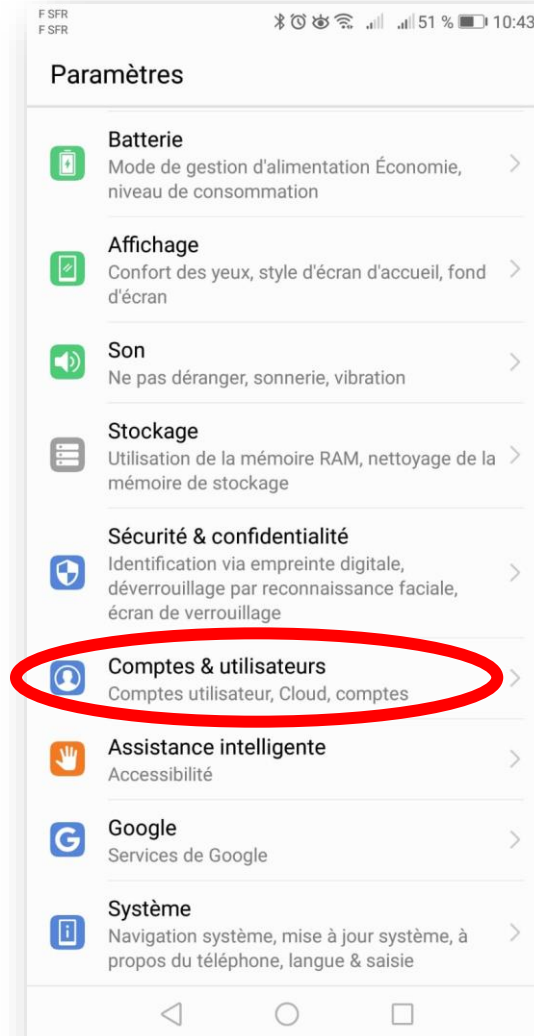 F SFR
F SFR
51 % 10:43
Paramètres
Batterie
Mode de gestion d'alimentation Économie,
niveau de consommation
Affichage
Confort des yeux, style d'écran d'accueil, fond
d'écran
Son
Ne pas déranger, sonnerie, vibration
Stockage
Utilisation de la mémoire RAM, nettoyage de la
mémoire de stockage
Sécurité & confidentialité
Identification via empreinte digitale,
déverrouillage par reconnaissance faciale,
écran de verrouillage
Comptes & utilisateurs
Comptes utilisateur, Cloud, comptes
Assistance intelligente
Accessibilité
Google
Services de Google
Système
Navigation système, mise à jour système, à
propos du téléphone, langue & saisie